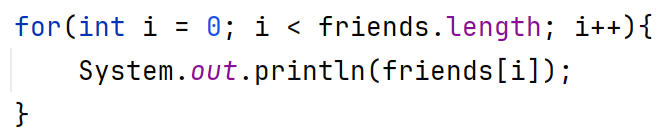 for(int i = 0; i < friends.length; i++){
    System.out.println(friends[i]);
}